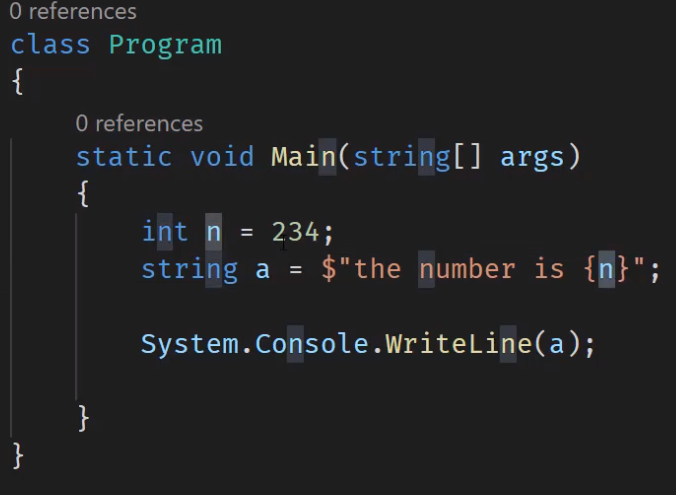 0 references
class Program
{
0 references
static void Main(string[] args)
{
int n = 234;
string a = $"the number is {n}";
System.Console.WriteLine(a);
}
}